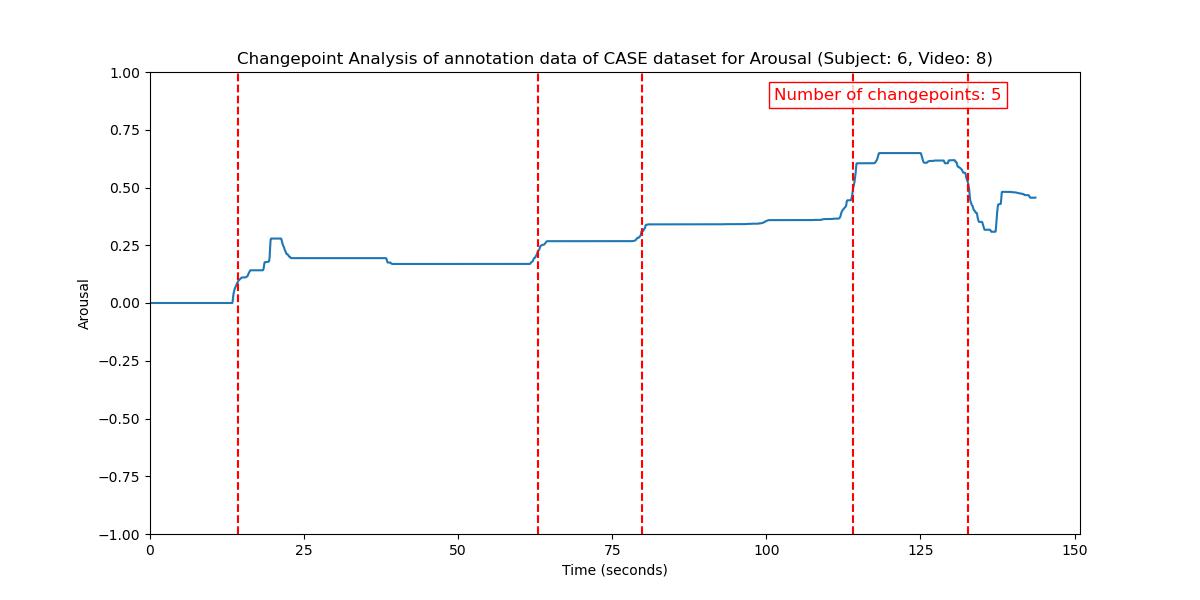 Changepoint Analysis of annotation data of CASE dataset for Arousal (Subject: 6, Video: 8)
Number of changepoints: 5
1.00
0.75
0.50
0.25
0.00
−0.25
−0.50
−0.75
−1.00
Arousal
0 25 50 75 100 125 150
Time (seconds)